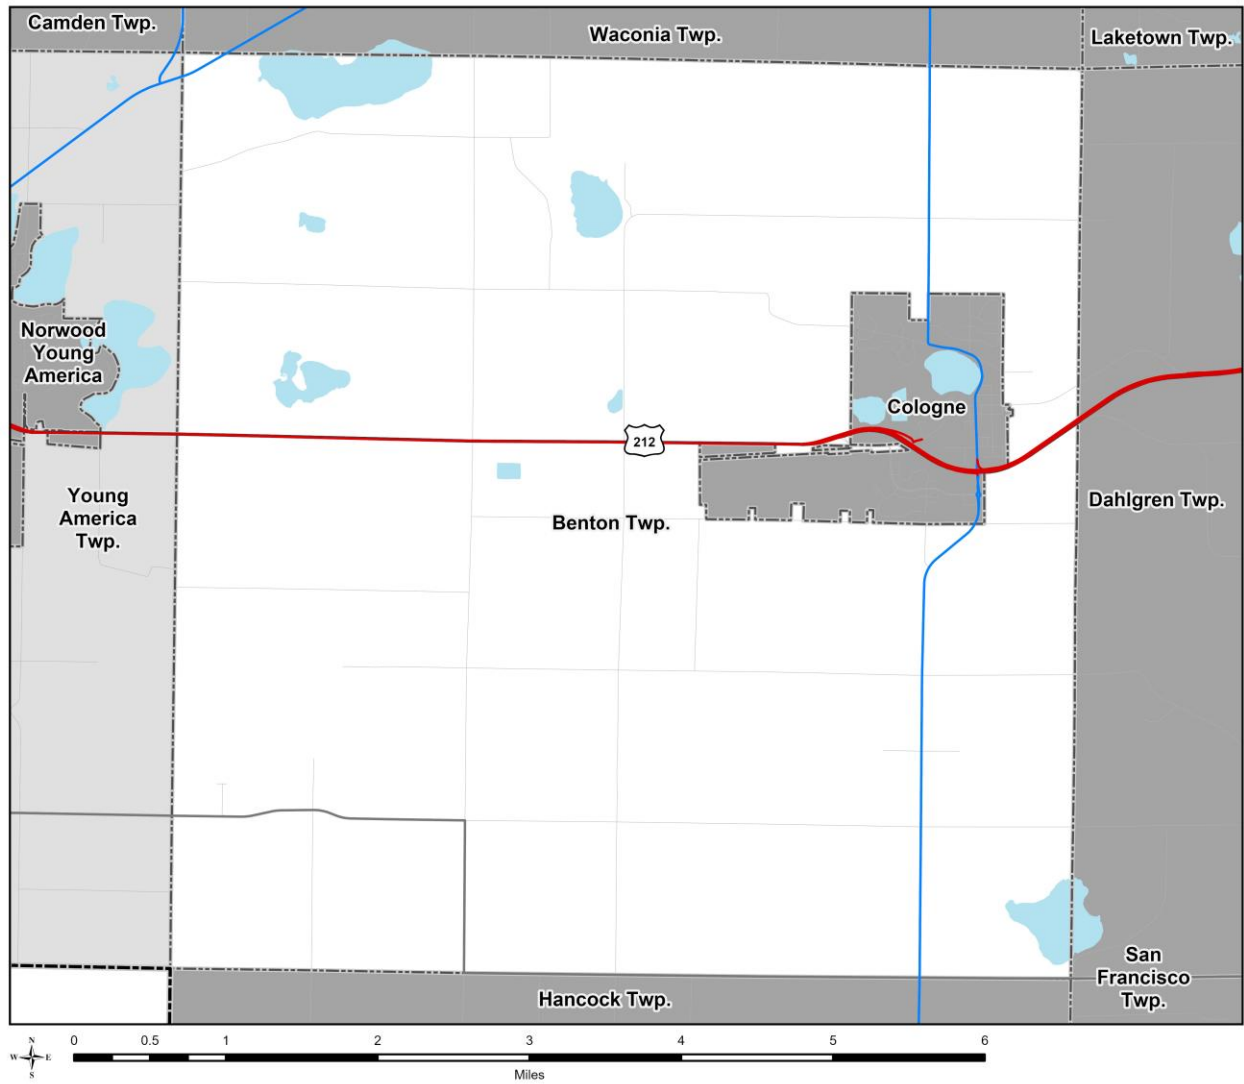 Camden Twp.
Waconia Twp.
Laketown Twp.
Norwood
Young
America
Cologne
212
Young
America
Twp.
Benton Twp.
Dahlgren Twp.
San
Francisco
Twp.
Hancock Twp.
N
W E
S
0 0.5 1 2 3 4 5 6
Miles